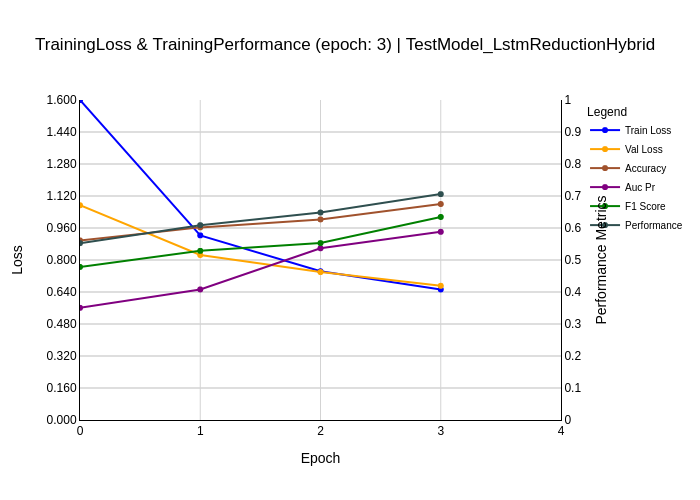 TrainingLoss & TrainingPerformance (epoch: 3) | TestModel_LstmReductionHybrid
1.600
1.440
1.280
1.120
0.960
0.800
0.640
0.480
0.320
0.160
0.000
Loss
0
1
2
3
4
Epoch
1
0.9
0.8
0.7
0.6
0.5
0.4
0.3
0.2
0.1
0
Performance Metrics
Legend
Train Loss
Val Loss
Accuracy
Auc Pr
F1 Score
Performance